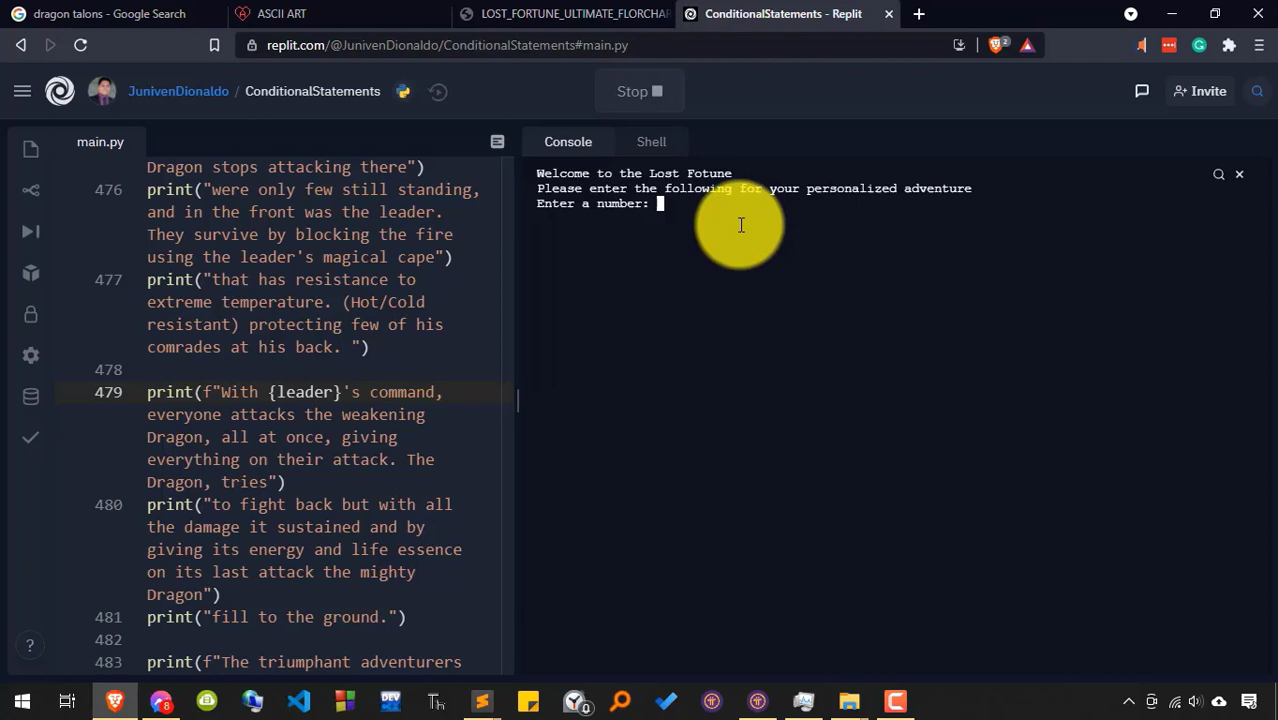 dragon talons - Google Search
ASCII ART
LOST_FORTUNE_ULTIMATE_FLORCHAR
ConditionalStatements - Replit
replit.com/@JunivenDionaldo/ConditionalStatements#main.py
2
JunivenDionaldo / ConditionalStatements
Stop
Invite
main.py
Console
Shell
Dragon stops attacking there")
476 print("were only few still standing,
and in the front was the leader.
They survive by blocking the fire
using the leader's magical cape")
477 print("that has resistance to
extreme temperature. (Hot/Cold
resistant) protecting few of his
comrades at his back. ")
478
479 print(f"With {leader}'s command,
everyone attacks the weakening
Dragon, all at once, giving
everything on their attack. The
Dragon, tries")
480 print("to fight back but with all
the damage it sustained and by
giving its energy and life essence
on its last attack the mighty
Dragon")
481 print("fill to the ground.")
482
483 print(f"The triumphant adventurers
Welcome to the Lost Fotune
Please enter the following for your personalized adventure
Enter a number:
?
8
DEV